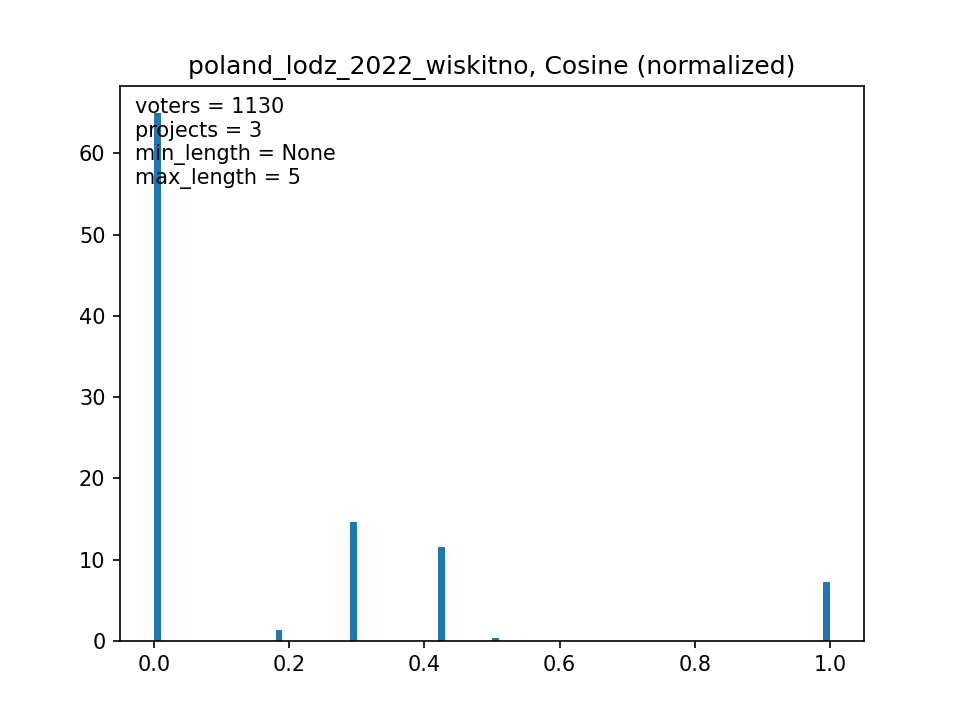 poland_lodz_2022_wiskitno, Cosine (normalized)
voters = 1130
projects = 3
min_length = None
max_length = 5
60
50
40
30
20
10
0
0.0 0.2 0.4 0.6 0.8 1.0